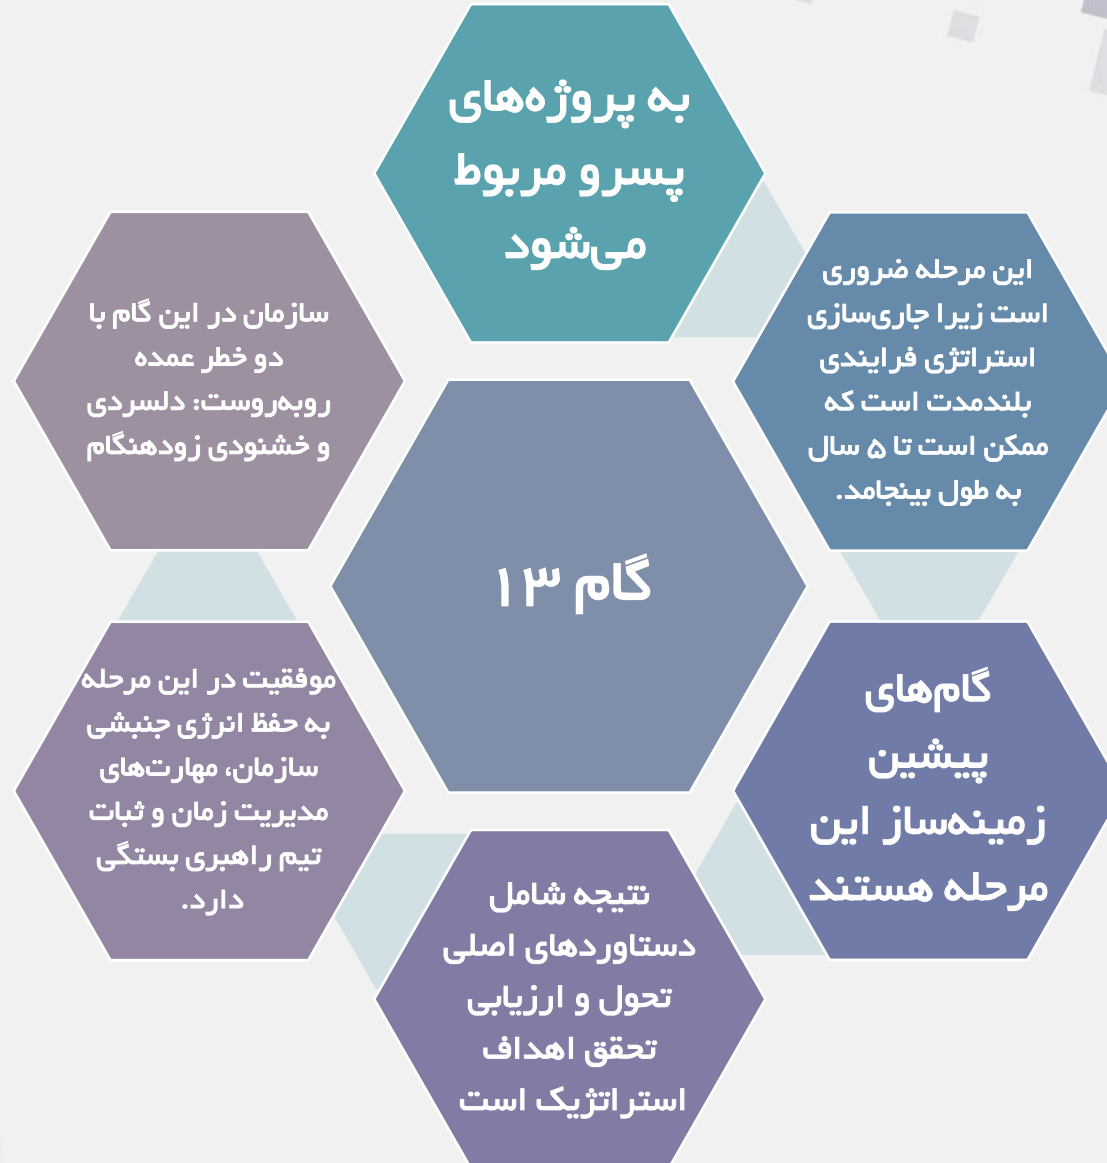 به پروژه‌های
پسرو مربوط
می‌شود
این مرحله ضروری
است زیرا جاری‌سازی
استراتژی فرایندی
بلندمدت است که
ممکن است تا ۵ سال
به طول بینجامد.
گام‌های
پیشین
زمینه‌ساز این
مرحله هستند
نتیجه شامل
دستاوردهای اصلی
تحول و ارزیابی
تحقق اهداف
استراتژیک است
موفقیت در این مرحله
به حفظ انرژی جنبشی
سازمان، مهارت‌های
مدیریت زمان و ثبات
تیم راهبری بستگی
دارد.
سازمان در این گام با
دو خطر عمده
روبه‌روست: دلسردی
و خشنودی زودهنگام
گام ۱۳